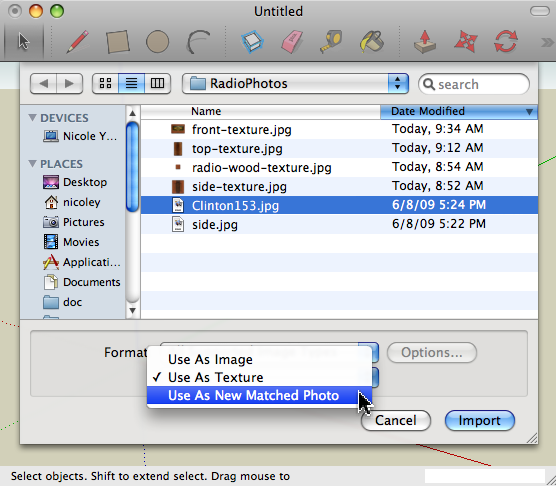 Untitled
RadioPhotos
search
DEVICES
Nicole Y...
PLACES
Desktop
nicoley
Pictures
Movies
Applicati...
Documents
doc
Name Date Modified
front-texture.jpg Today, 9:34 AM
top-texture.jpg Today, 9:12 AM
radio-wood-texture.jpg Today, 8:54 AM
side-texture.jpg Today, 8:52 AM
Clinton153.jpg 6/8/09 5:24 PM
side.jpg 6/8/09 5:22 PM
Format
Options...
Use As Image
✓ Use As Texture
Use As New Matched Photo
Cancel Import
Select objects. Shift to extend select. Drag mouse to